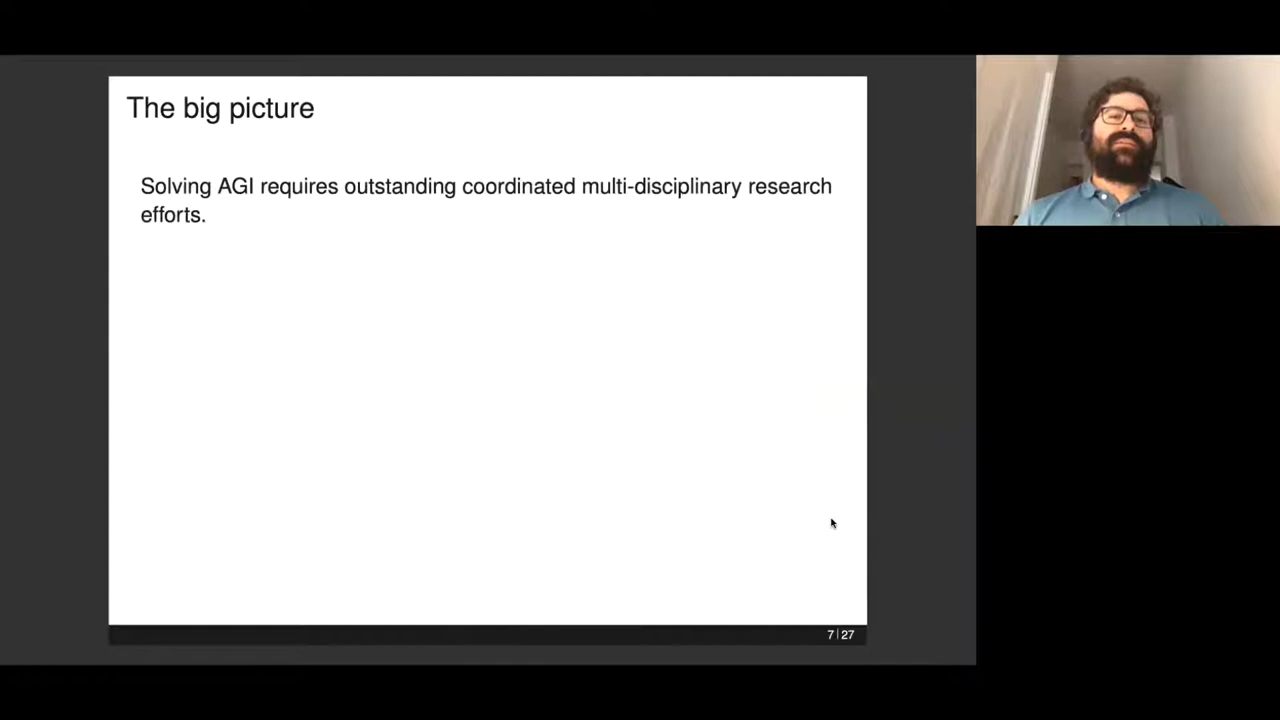 The big picture
Solving AGI requires outstanding coordinated multi-disciplinary research
efforts.
7 | 27